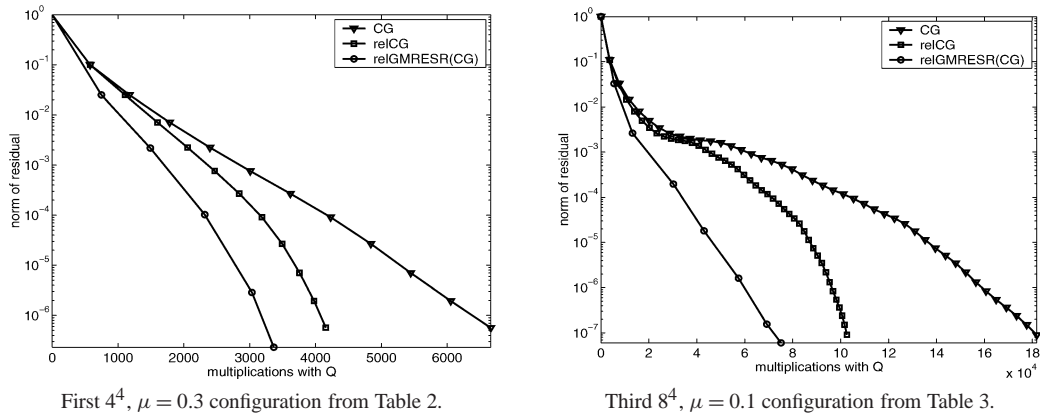 10^0
10^-1
10^-2
10^-3
10^-4
10^-5
10^-6
norm of residual
0 1000 2000 3000 4000 5000 6000
multiplications with Q
CG
relCG
relGMRESR(CG)
First 4^4, μ = 0.3 configuration from Table 2.
10^0
10^-1
10^-2
10^-3
10^-4
10^-5
10^-6
10^-7
norm of residual
0 2 4 6 8 10 12 14 16 18
x 10^4
multiplications with Q
CG
relCG
relGMRESR(CG)
Third 8^4, μ = 0.1 configuration from Table 3.